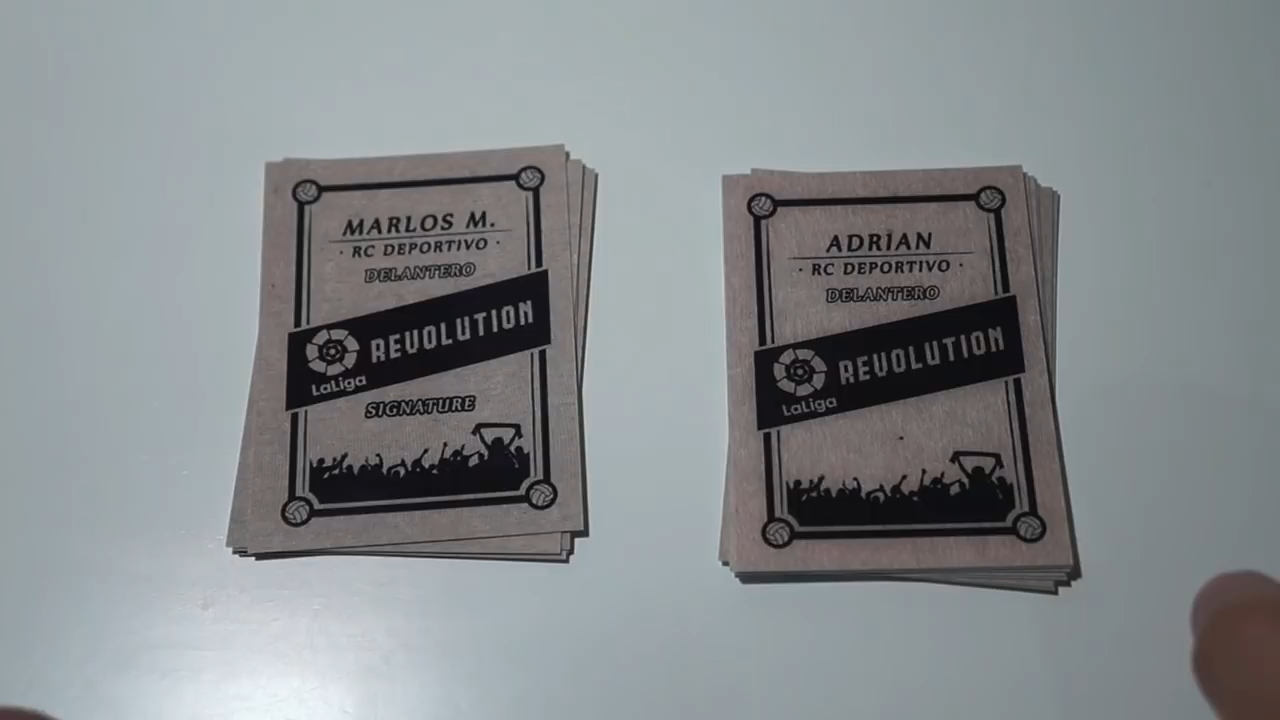 MARLOS M.
· RC DEPORTIVO ·
DELANTERO
REVOLUTION
LaLiga
SIGNATURE
ADRIAN
· RC DEPORTIVO ·
DELANTERO
REVOLUTION
LaLiga